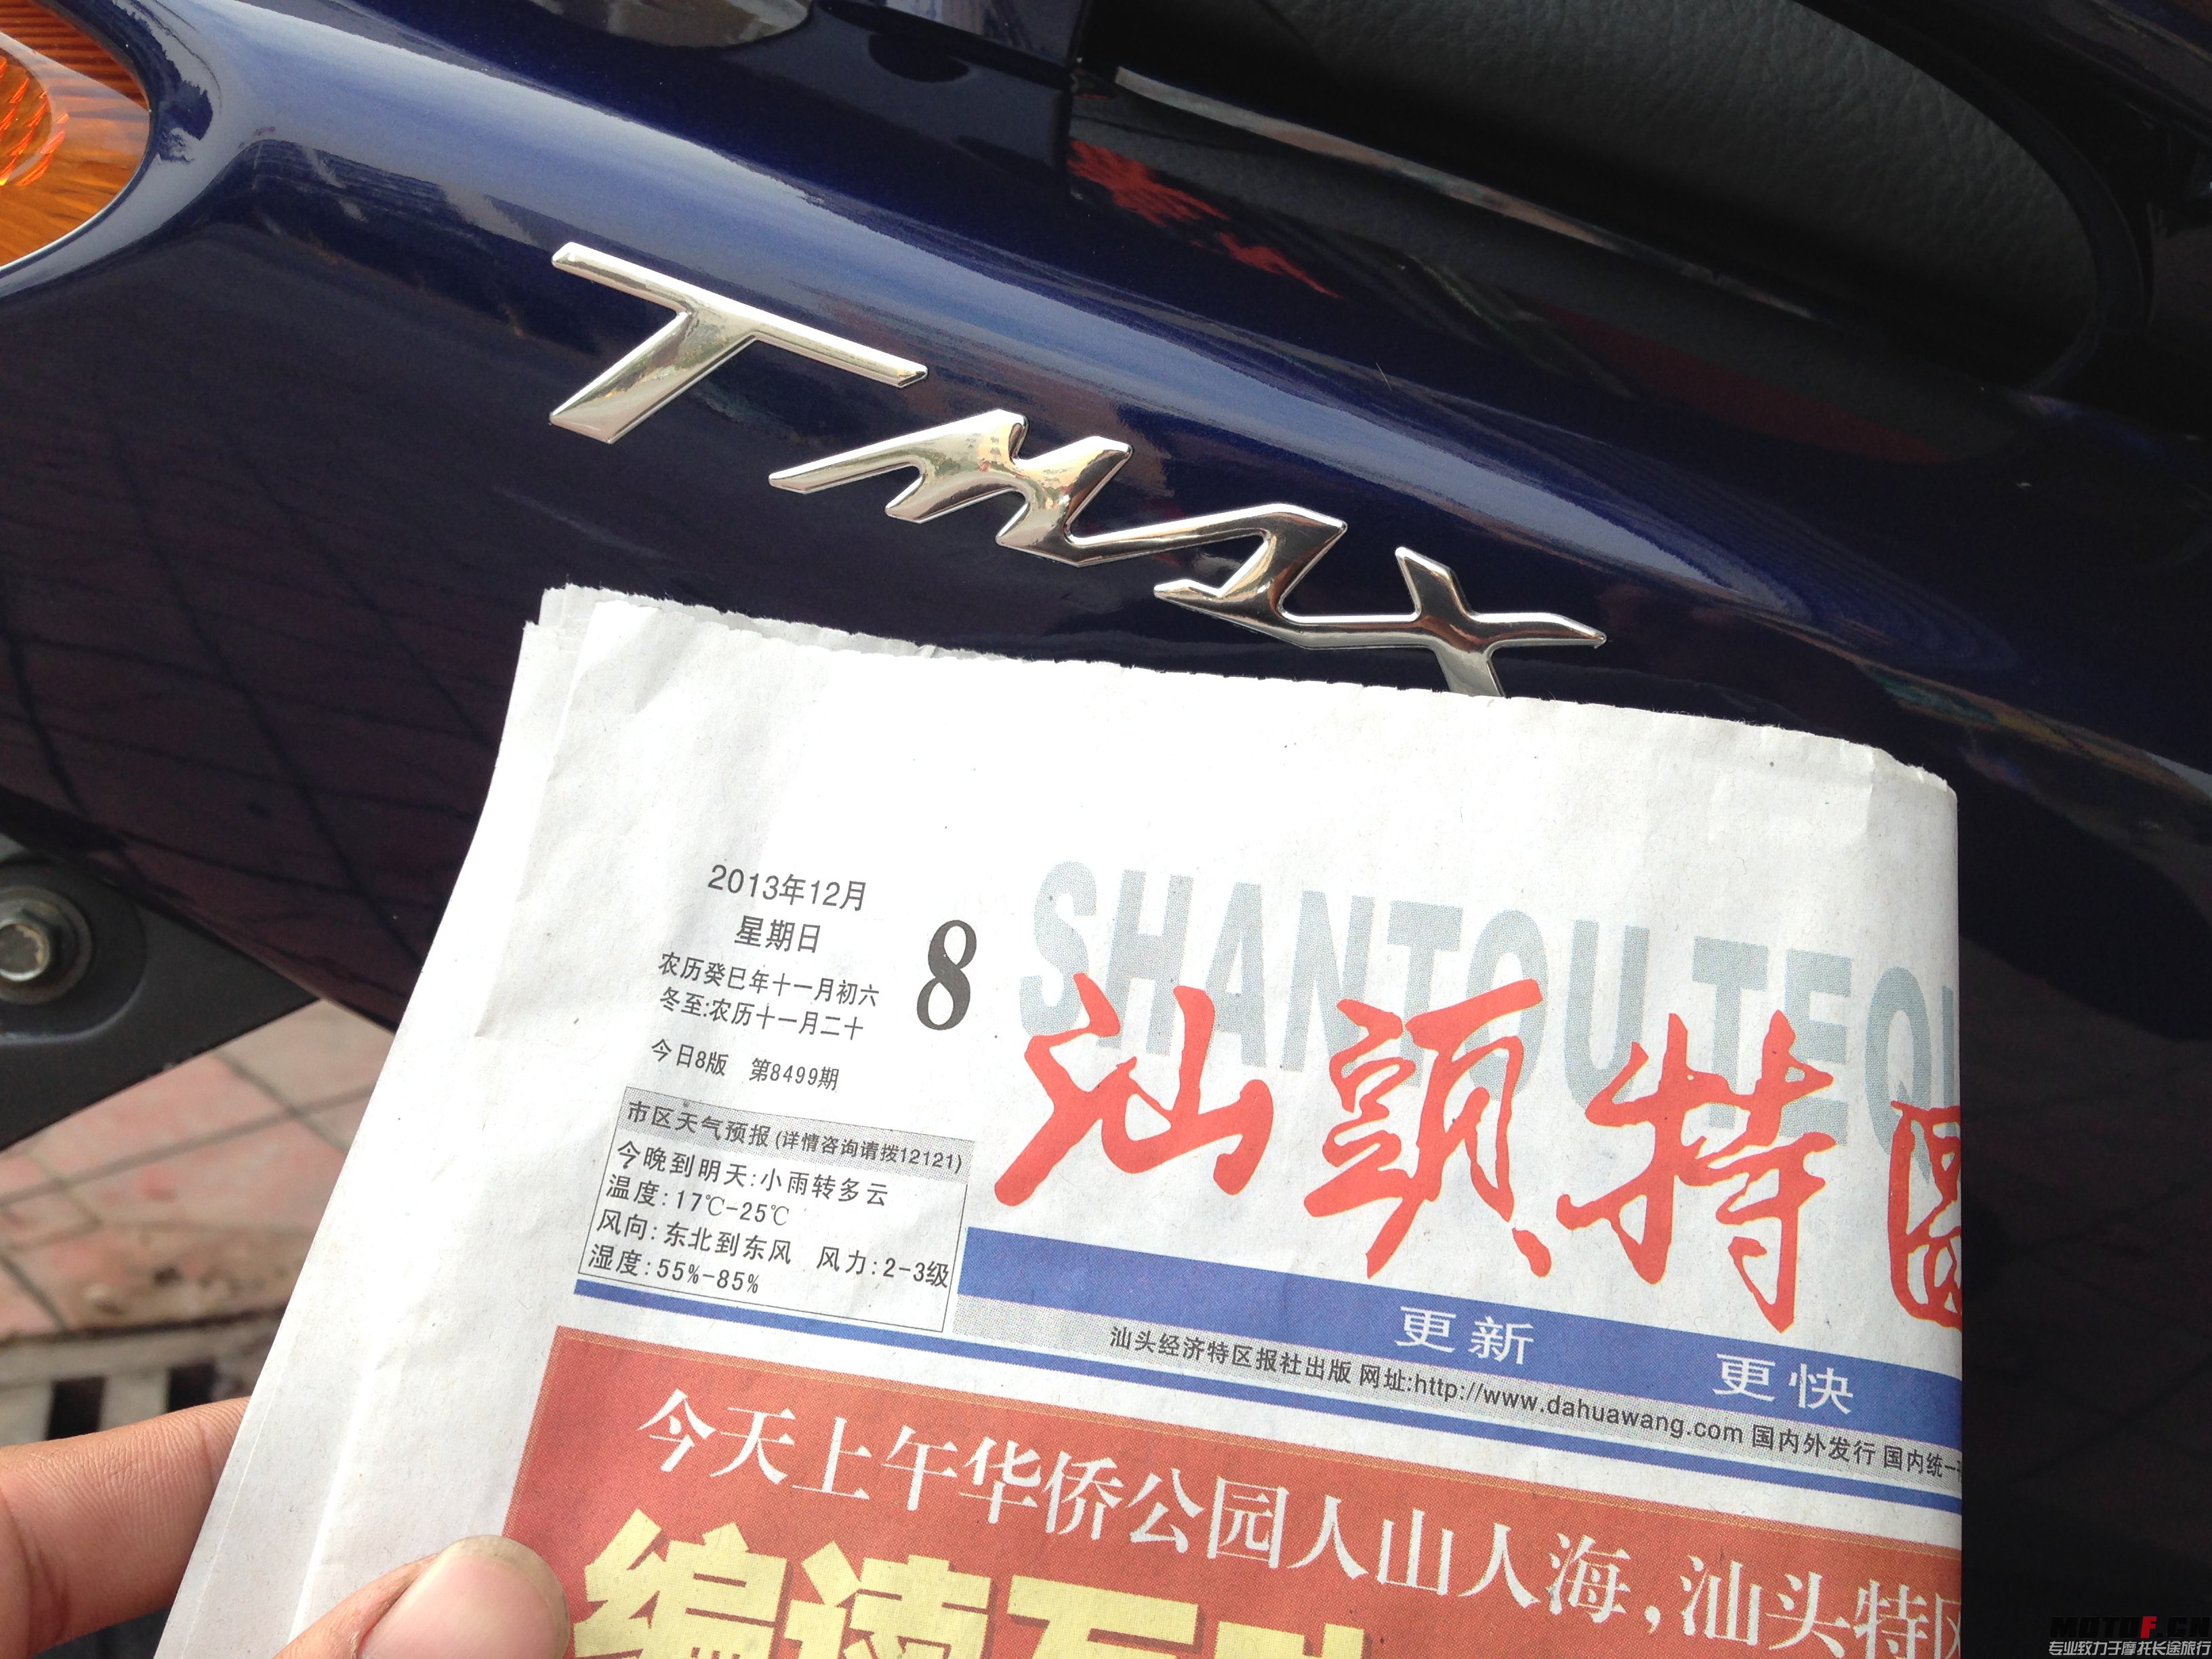 TMAX
2013年12月
星期日
8
农历癸巳年十一月初六
冬至:农历十一月二十
今日8版 第8499期
SHANTOU TEQ
汕頭特
市区天气预报(详情咨询请拨12121)
今晚到明天:小雨转多云
温度:17℃-25℃
风向:东北到东风 风力:2-3级
湿度:55%-85%
更新 更快
汕头经济特区报社出版 网址:http://www.dahuawang.com 国内外发行 国内统一
今天上午华侨公园人山人海,汕头特区
编读互动
MOTOF.CN
专业致力于摩托长途旅行